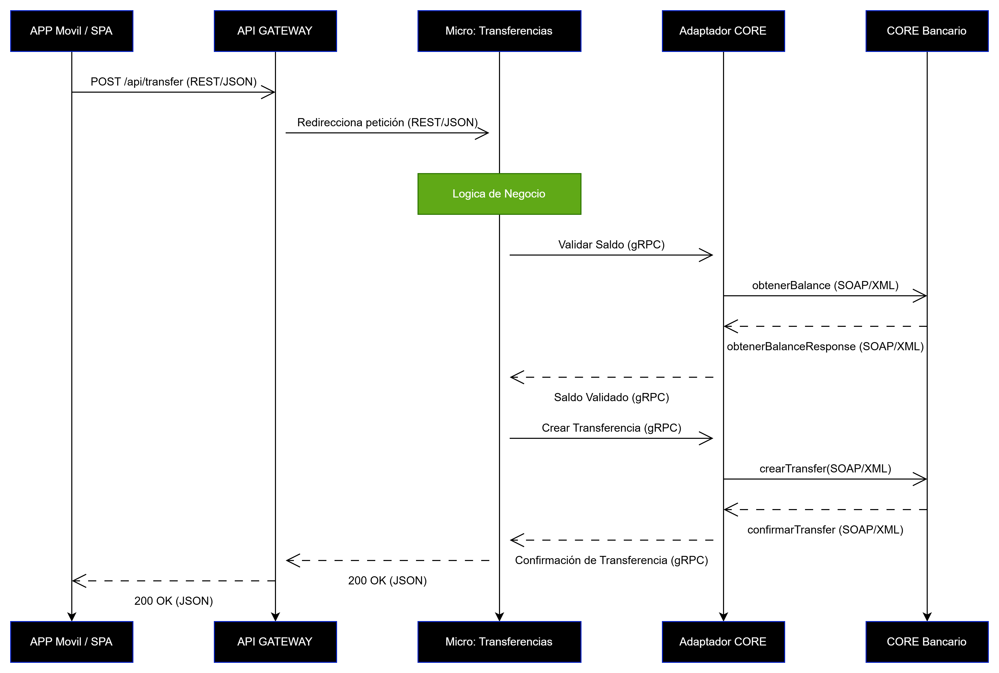 APP Movil / SPA
API GATEWAY
Micro: Transferencias
Adaptador CORE
CORE Bancario
POST /api/transfer (REST/JSON)
Redirecciona petición (REST/JSON)
Logica de Negocio
Validar Saldo (gRPC)
obtenerBalance (SOAP/XML)
obtenerBalanceResponse (SOAP/XML)
Saldo Validado (gRPC)
Crear Transferencia (gRPC)
crearTransfer(SOAP/XML)
confirmarTransfer (SOAP/XML)
Confirmación de Transferencia (gRPC)
200 OK (JSON)
200 OK (JSON)
APP Movil / SPA
API GATEWAY
Micro: Transferencias
Adaptador CORE
CORE Bancario